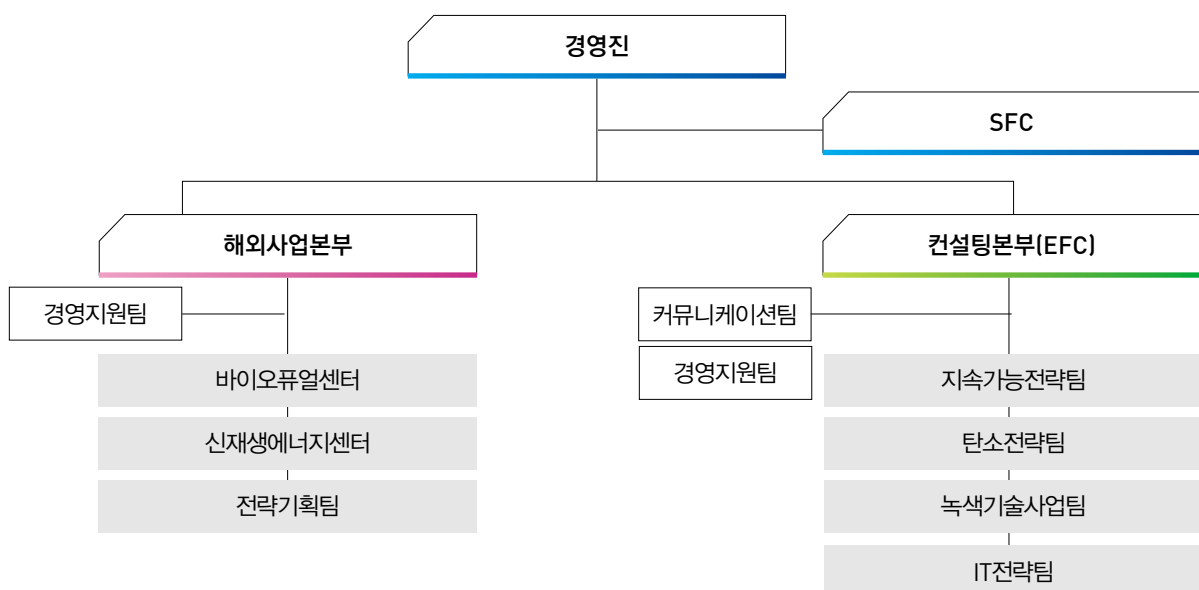 경영진
SFC
해외사업본부
컨설팅본부(EFC)
경영지원팀
커뮤니케이션팀
경영지원팀
바이오퓨얼센터
지속가능전략팀
신재생에너지센터
탄소전략팀
전략기획팀
녹색기술사업팀
IT전략팀